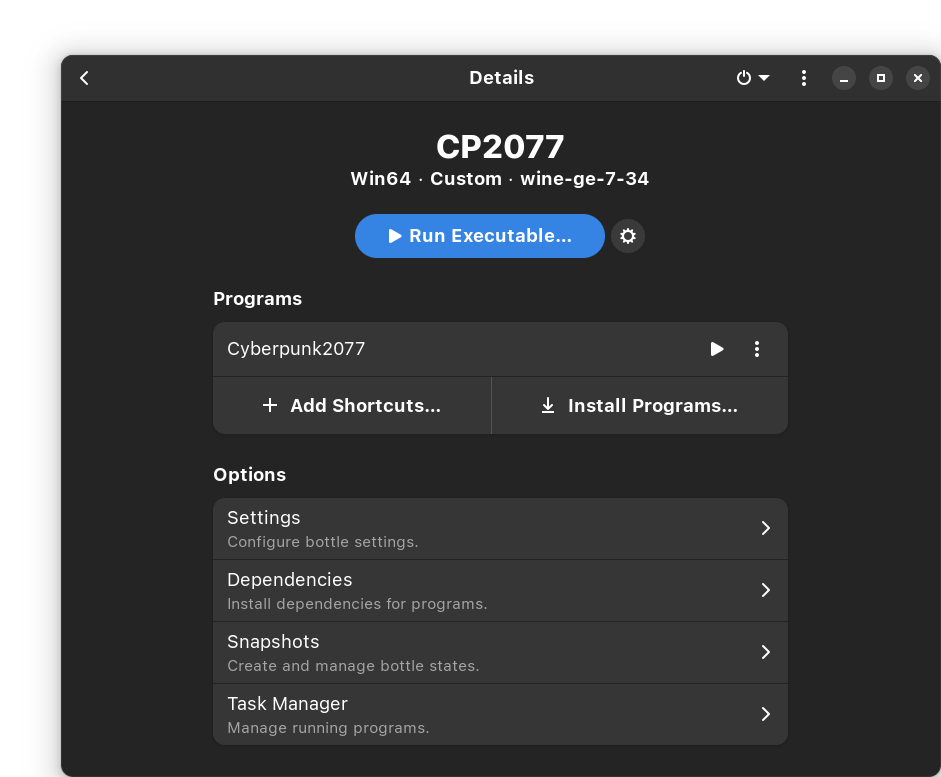 Details
CP2077
Win64 · Custom · wine-ge-7-34
Run Executable...
Programs
Cyberpunk2077
Add Shortcuts...
Install Programs...
Options
Settings
Configure bottle settings.
Dependencies
Install dependencies for programs.
Snapshots
Create and manage bottle states.
Task Manager
Manage running programs.